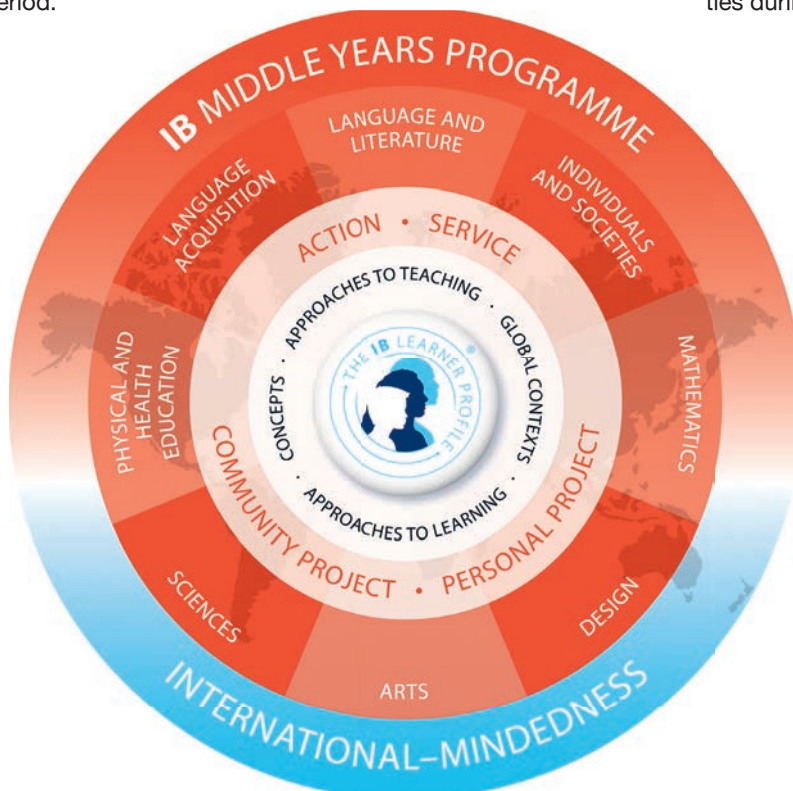 eriod.
ties duri
IB MIDDLE YEARS PROGRAMME
LANGUAGE AND
LITERATURE
INDIVIDUALS
AND SOCIETIES
MATHEMATICS
DESIGN
ARTS
SCIENCES
PHYSICAL AND
HEALTH
EDUCATION
LANGUAGE
ACQUISITION
ACTION • SERVICE
PERSONAL PROJECT •
COMMUNITY PROJECT
APPROACHES TO TEACHING ·
GLOBAL CONTEXTS ·
APPROACHES TO LEARNING ·
CONCEPTS ·
THE IB LEARNER PROFILE®
INTERNATIONAL–MINDEDNESS